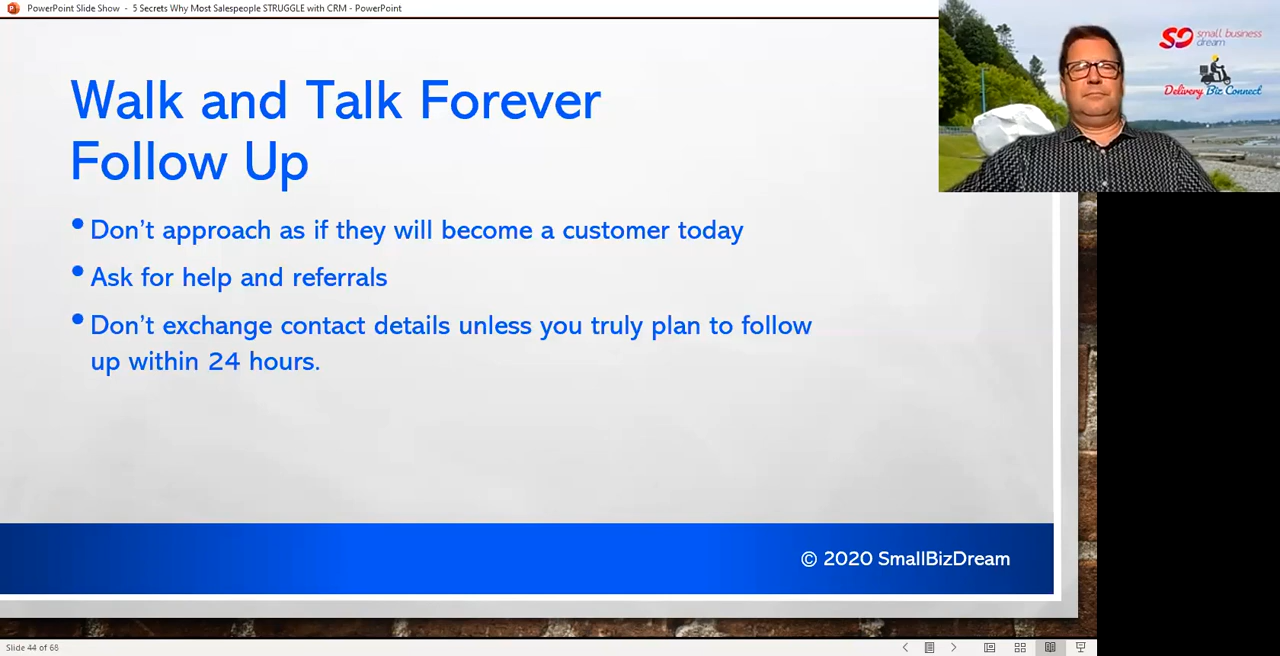 PowerPoint Slide Show - 5 Secrets Why Most Salespeople STRUGGLE with CRM - PowerPoint
small business
dream
Delivery Biz Connect
Walk and Talk Forever
Follow Up
• Don't approach as if they will become a customer today
• Ask for help and referrals
• Don't exchange contact details unless you truly plan to follow
up within 24 hours.
© 2020 SmallBizDream
Slide 44 of 68